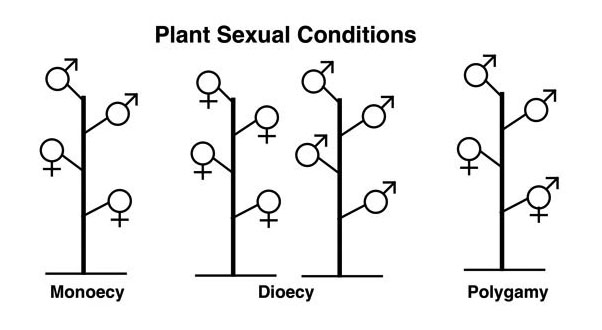 Plant Sexual Conditions
Monoecy
Dioecy
Polygamy